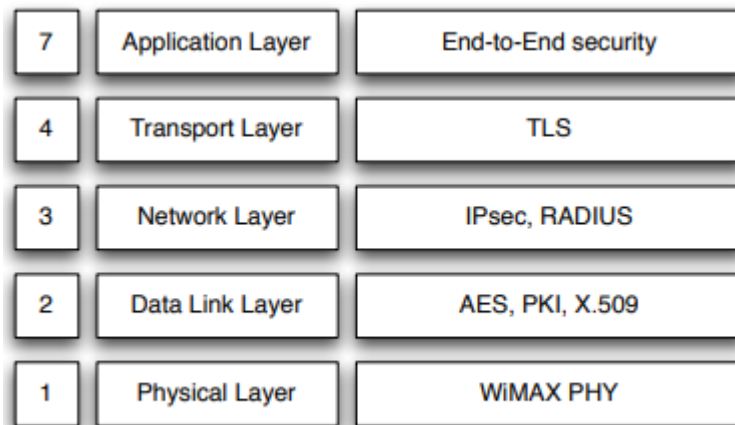 7 Application Layer End-to-End security
4 Transport Layer TLS
3 Network Layer IPsec, RADIUS
2 Data Link Layer AES, PKI, X.509
1 Physical Layer WiMAX PHY